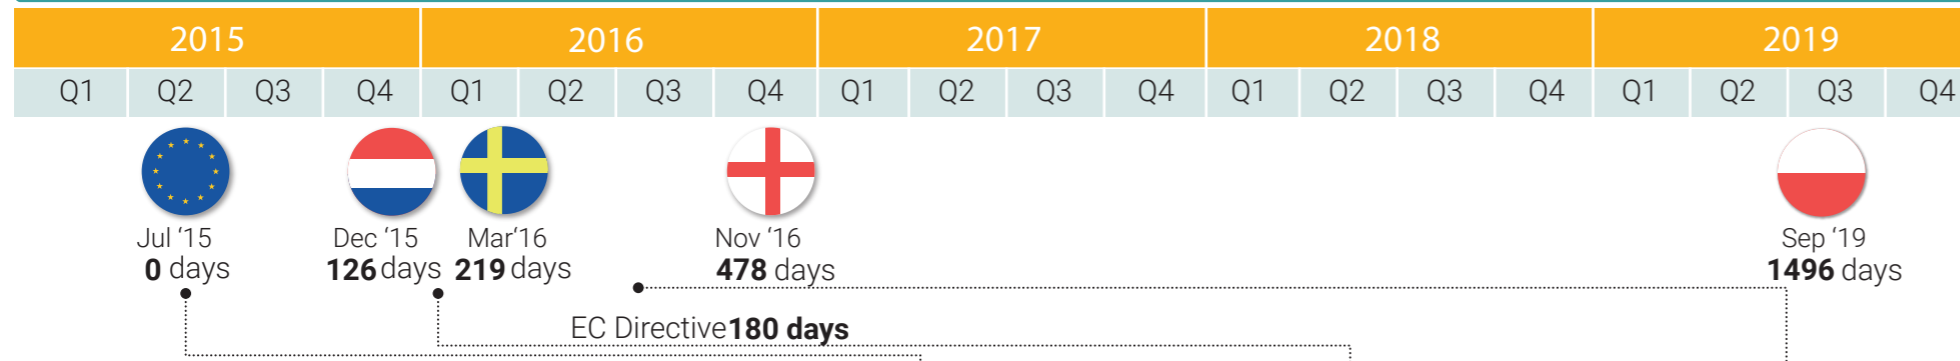 2015 2016 2017 2018 2019
Q1 Q2 Q3 Q4 Q1 Q2 Q3 Q4 Q1 Q2 Q3 Q4 Q1 Q2 Q3 Q4 Q1 Q2 Q3 Q4
Jul ‘15 Dec ‘15 Mar‘16 Nov ‘16 Sep ‘19
0 days 126 days 219 days 478 days 1496 days
EC Directive 180 days